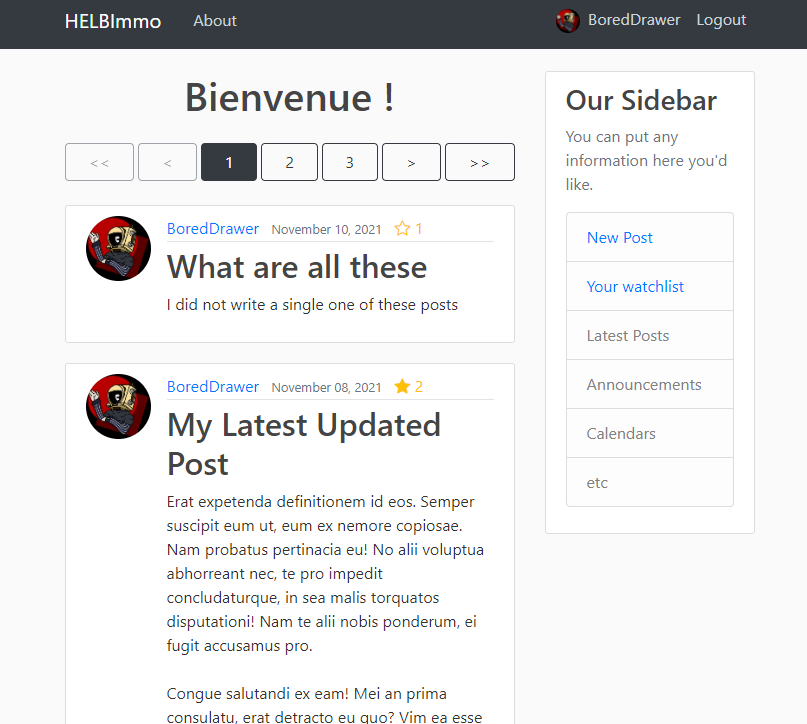 HELBImmo About BoredDrawer Logout
Bienvenue !
<< < 1 2 3 > >>
BoredDrawer November 10, 2021 1
What are all these
I did not write a single one of these posts
BoredDrawer November 08, 2021 2
My Latest Updated
Post
Erat expetenda definitionem id eos. Semper
suscipit eum ut, eum ex nemore copiosae.
Nam probatus pertinacia eu! No alii voluptua
abhorreant nec, te pro impedit
concludaturque, in sea malis torquatos
disputationi! Nam te alii nobis ponderum, ei
fugit accusamus pro.
Congue salutandi ex eam! Mei an prima
consulatu, erat detracto eu quo? Vim ea esse
Our Sidebar
You can put any
information here you'd
like.
New Post
Your watchlist
Latest Posts
Announcements
Calendars
etc